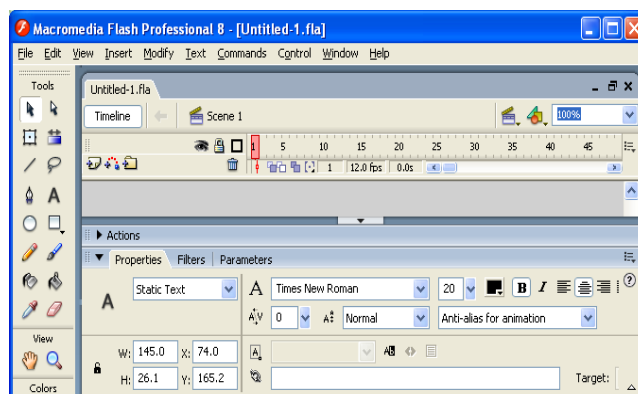 Macromedia Flash Professional 8 - [Untitled-1.fla]
File Edit View Insert Modify Text Commands Control Window Help
Tools
Untitled-1.fla
Timeline Scene 1 100%
1 5 10 15 20 25 30 35 40 45
1 12.0 fps 0.0s
Actions
Properties Filters Parameters
Static Text A Times New Roman 20 B I
A A/V 0 Normal Anti-alias for animation
View
W: 145.0 X: 74.0
H: 26.1 Y: 165.2 Target:
Colors